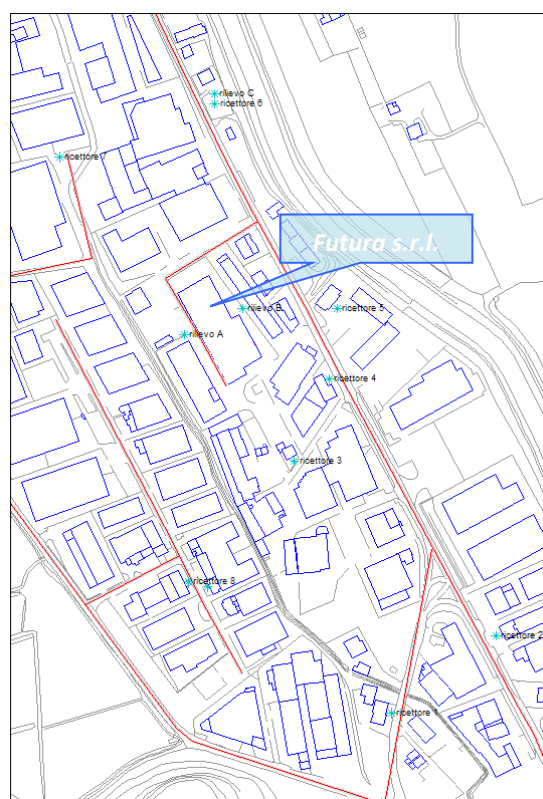 rilievo C
ricettore 6
ricettore 7
Futura s.r.l.
rilievo B
ricettore 5
rilievo A
ricettore 4
ricettore 3
ricettore 8
ricettore 2
ricettore 1